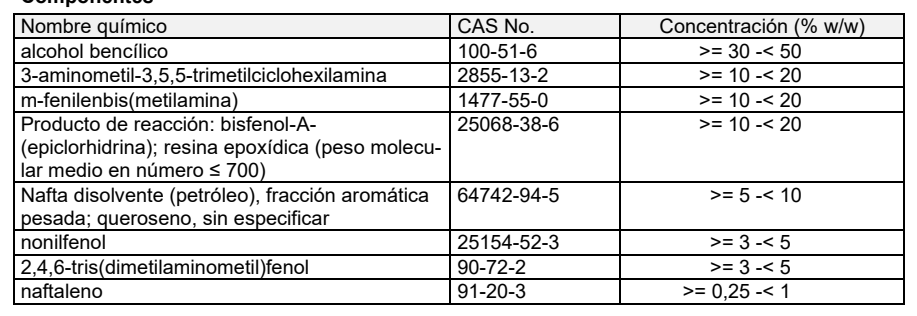 Componentes
Nombre químico CAS No. Concentración (% w/w)
alcohol bencílico 100-51-6 >= 30 -< 50
3-aminometil-3,5,5-trimetilciclohexilamina 2855-13-2 >= 10 -< 20
m-fenilenbis(metilamina) 1477-55-0 >= 10 -< 20
Producto de reacción: bisfenol-A- 25068-38-6 >= 10 -< 20
(epiclorhidrina); resina epoxídica (peso molecu-
lar medio en número ≤ 700)
Nafta disolvente (petróleo), fracción aromática 64742-94-5 >= 5 -< 10
pesada; queroseno, sin especificar
nonilfenol 25154-52-3 >= 3 -< 5
2,4,6-tris(dimetilaminometil)fenol 90-72-2 >= 3 -< 5
naftaleno 91-20-3 >= 0,25 -< 1